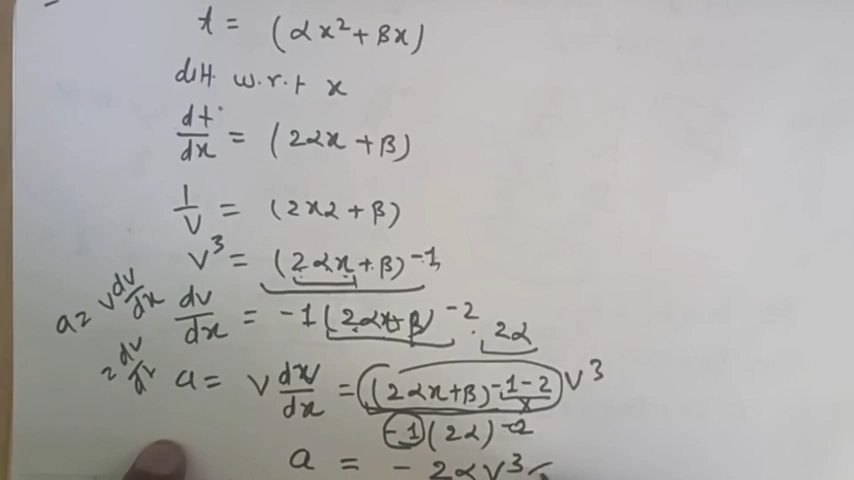 t = (αx² + βx)
diff. w.r.t x
dt/dx = (2αx + β)
1/v = (2xα + β)
v³ = (2αx + β)⁻¹
a = v dv/dx
dv/dx = -1 (2αx + β)⁻² · 2α
a = v dv/dx = (2αx + β)⁻¹⁻² v³
-1 (2α)⁻²
a = - 2αv³